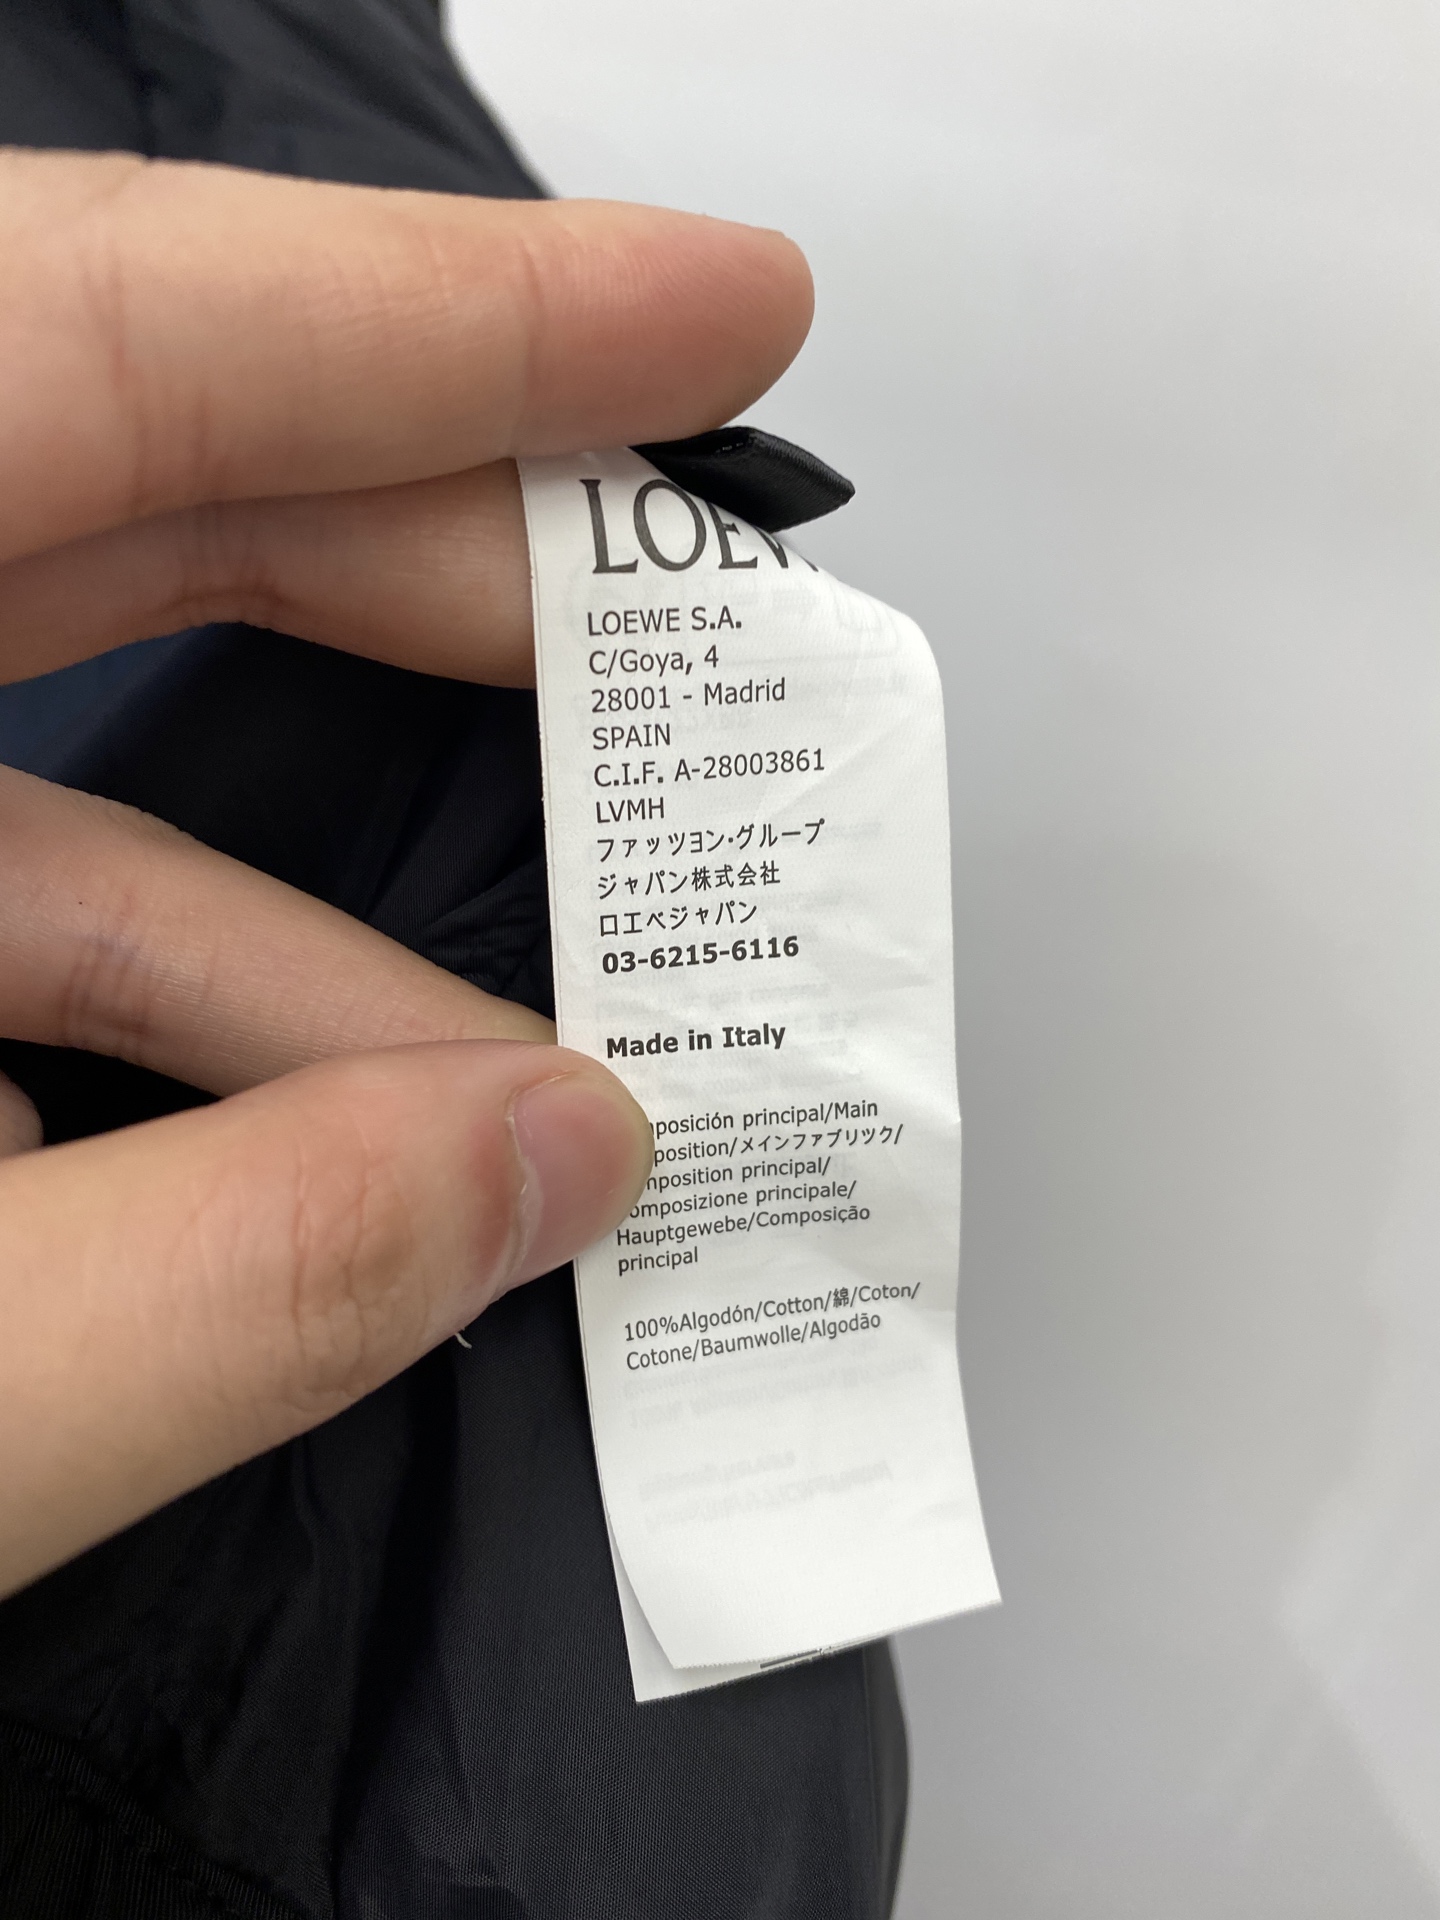 LOEW
LOEWE S.A.
C/Goya, 4
28001 - Madrid
SPAIN
C.I.F. A-28003861
LVMH
ファッツヨン·グループ
ジャパン株式会社
ロエベジャパン
03-6215-6116
Made in Italy
posición principal/Main
position/メインファブリツク/
mposition principal/
omposizione principale/
Hauptgewebe/Composição
principal
100%Algodón/Cotton/綿/Coton/
Cotone/Baumwolle/Algodão